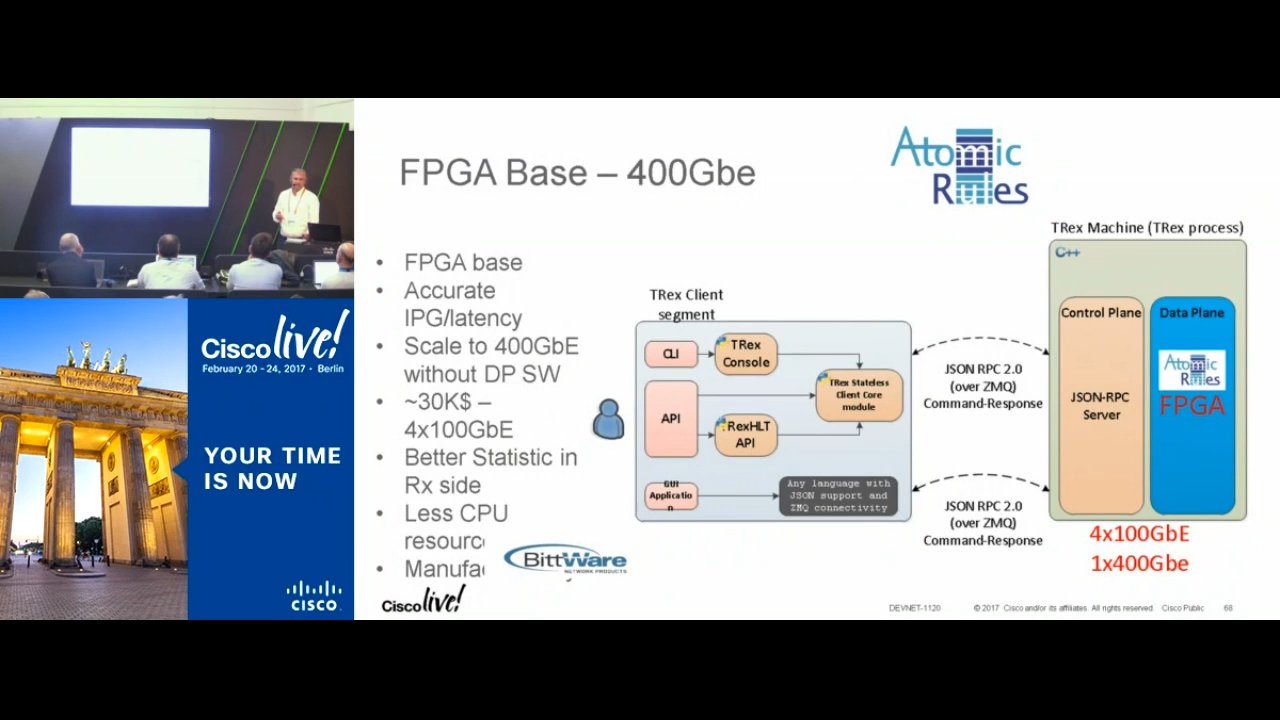 FPGA Base – 400Gbe
Atomic
Rules
FPGA base
Accurate
IPG/latency
Scale to 400GbE
without DP SW
~30K$ –
4x100GbE
Better Statistic in
Rx side
Less CPU
BittWare
NETWORK PRODUCTS
TRex Client
segment
CLI
TRex
Console
API
TRex Stateless
Client Core
module
RexHLT
API
GUI
Applicatio
n
Any language with
JSON support and
ZMQ connectivity
JSON RPC 2.0
(over ZMQ)
Command-Response
JSON RPC 2.0
(over ZMQ)
Command-Response
TRex Machine (TRex process)
C++
Control Plane
JSON-RPC
Server
Data Plane
Atomic
Rules
FPGA
4x100GbE
1x400Gbe
Cisco live!
DEVNET-1120
© 2017 Cisco and/or its affiliates. All rights reserved.
Cisco Public
68
Cisco live!
February 20 - 24, 2017 · Berlin
YOUR TIME
IS NOW
CISCO